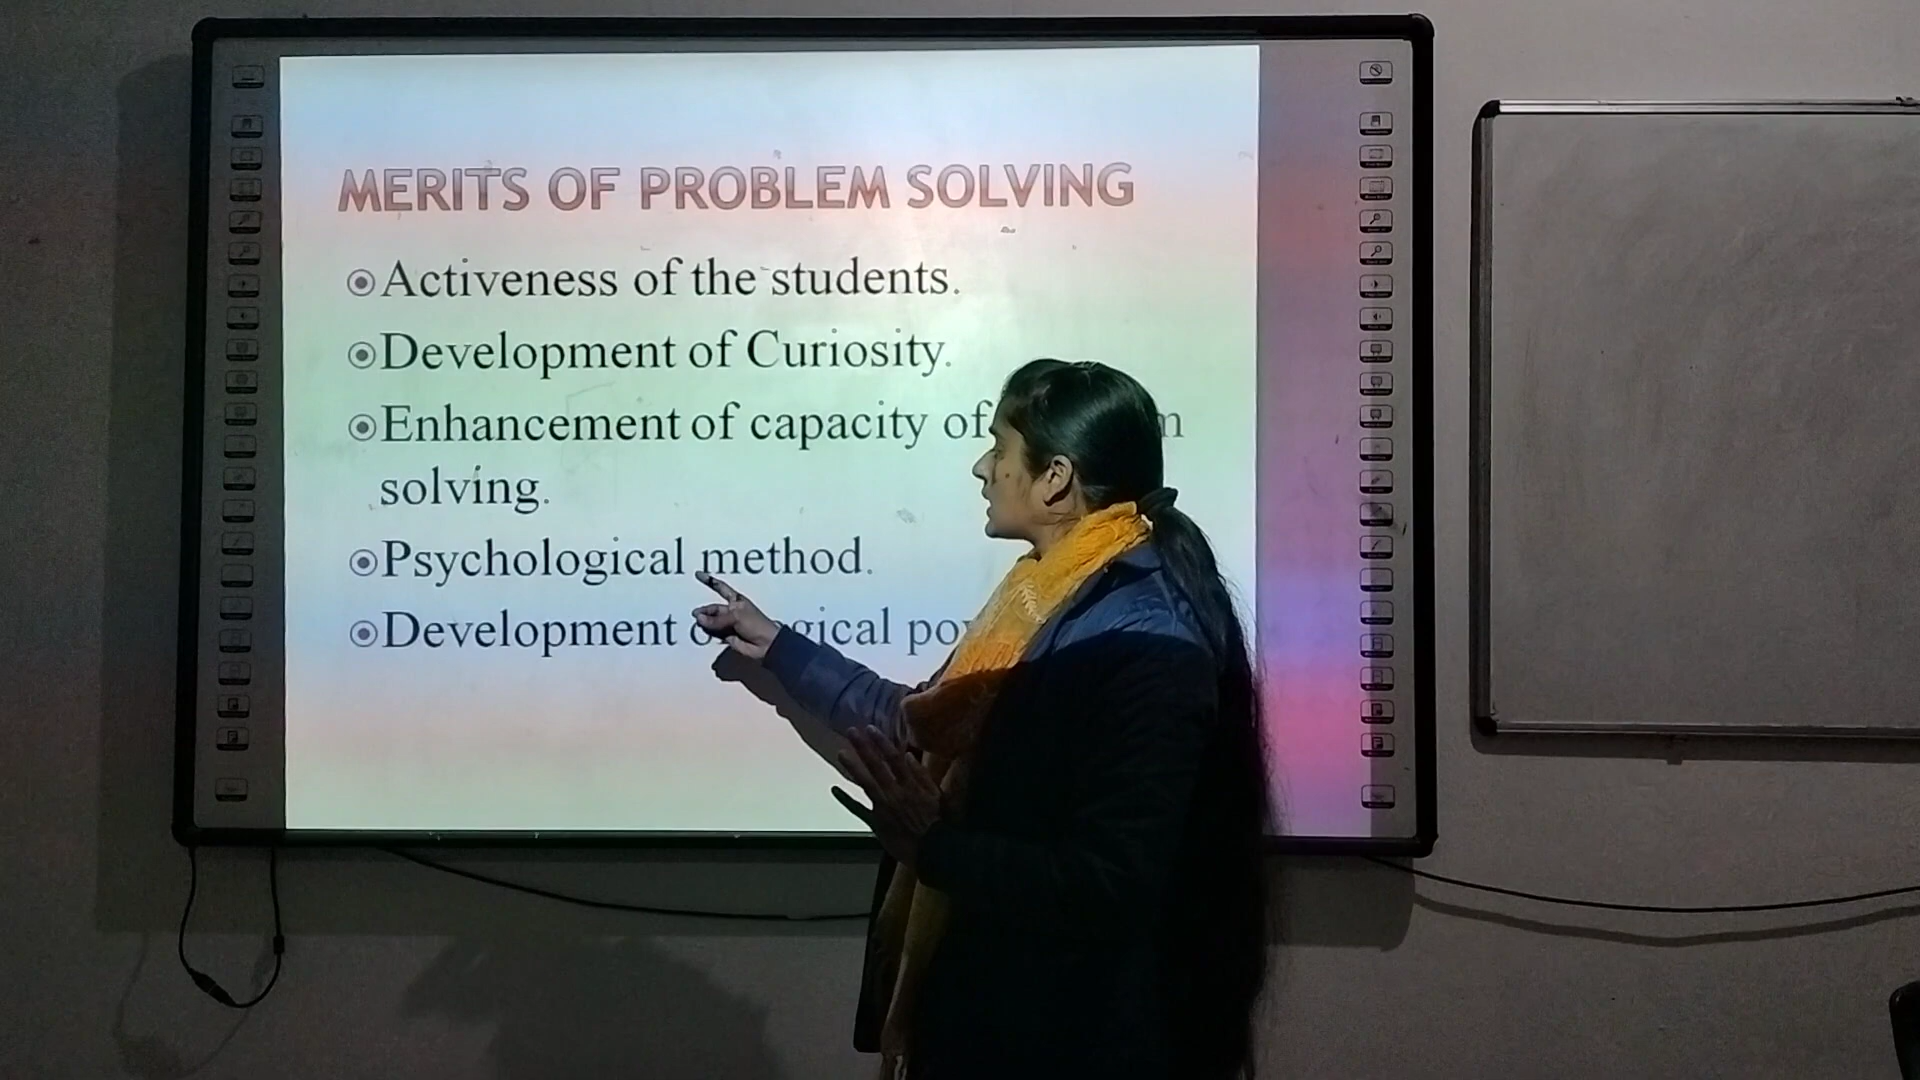 MERITS OF PROBLEM SOLVING
Activeness of the students.
Development of Curiosity.
Enhancement of capacity of
solving.
Psychological method.
Development